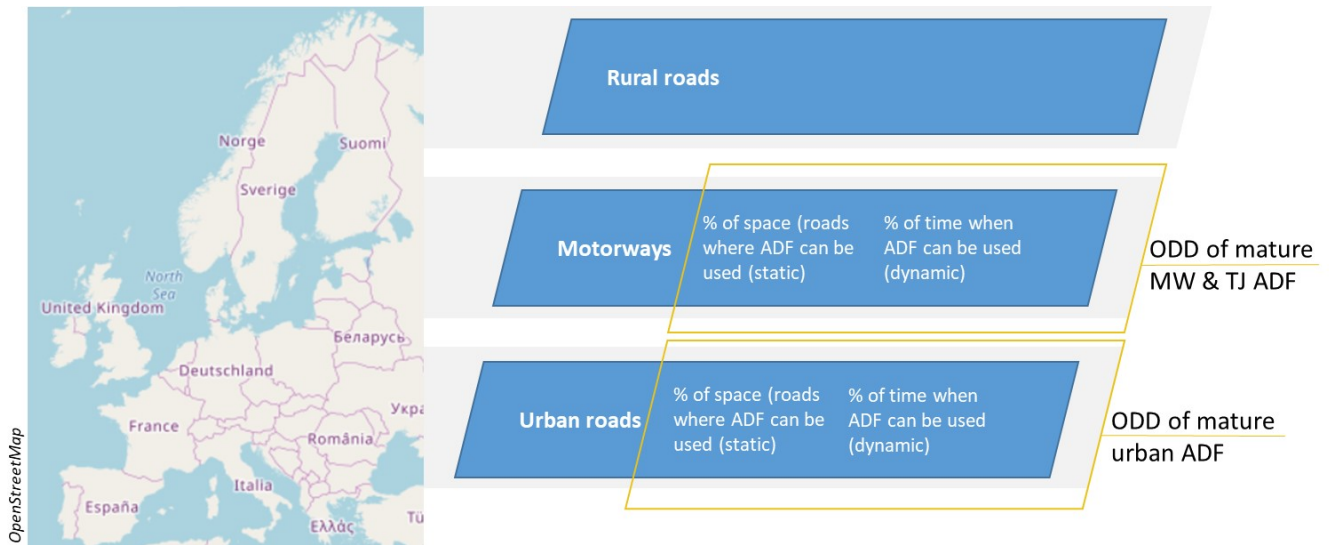 Norge
Suomi
Sverige
North
Sea
United Kingdom
Беларусь
Deutschland
Укра
France
România
Italia
España
Ελλάς
Tü
OpenStreetMap
Rural roads
Motorways
% of space (roads
where ADF can be
used (static)
% of time when
ADF can be used
(dynamic)
ODD of mature
MW & TJ ADF
Urban roads
% of space (roads
where ADF can be
used (static)
% of time when
ADF can be used
(dynamic)
ODD of mature
urban ADF